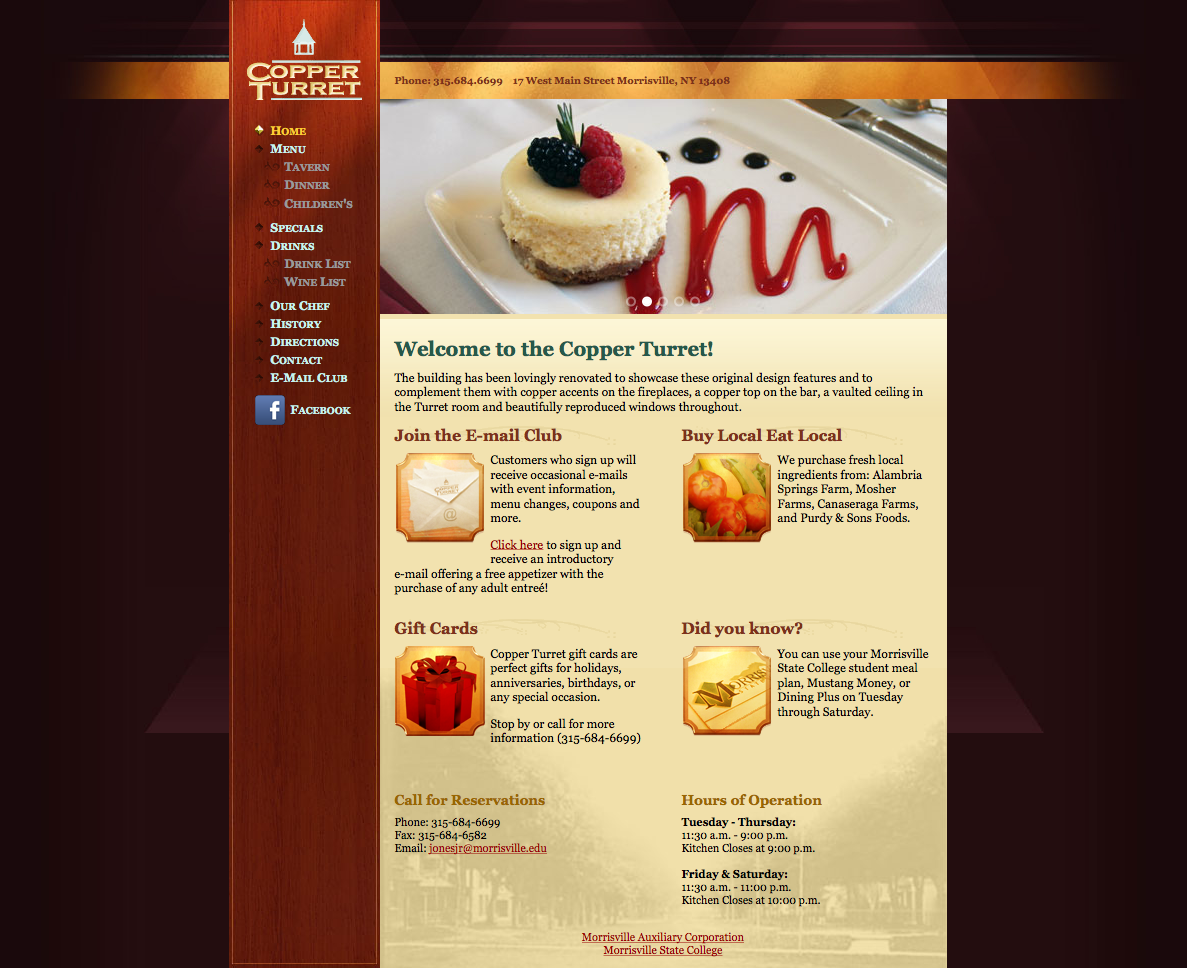 COPPER
TURRET
Phone: 315.684.6699 17 West Main Street Morrisville, NY 13408
Home
Menu
Tavern
Dinner
Children's
Specials
Drinks
Drink List
Wine List
Our Chef
History
Directions
Contact
E-Mail Club
f Facebook
Welcome to the Copper Turret!
The building has been lovingly renovated to showcase these original design features and to
complement them with copper accents on the fireplaces, a copper top on the bar, a vaulted ceiling in
the Turret room and beautifully reproduced windows throughout.
Join the E-mail Club
COPPER
TURRET
@
Customers who sign up will
receive occasional e-mails
with event information,
menu changes, coupons and
more.
Click here to sign up and
receive an introductory
e-mail offering a free appetizer with the
purchase of any adult entreé!
Buy Local Eat Local
We purchase fresh local
ingredients from: Alambria
Springs Farm, Mosher
Farms, Canaseraga Farms,
and Purdy & Sons Foods.
Gift Cards
Copper Turret gift cards are
perfect gifts for holidays,
anniversaries, birthdays, or
any special occasion.
Stop by or call for more
information (315-684-6699)
Did you know?
You can use your Morrisville
State College student meal
plan, Mustang Money, or
Dining Plus on Tuesday
through Saturday.
Call for Reservations
Phone: 315-684-6699
Fax: 315-684-6582
Email: jonesjr@morrisville.edu
Hours of Operation
Tuesday - Thursday:
11:30 a.m. - 9:00 p.m.
Kitchen Closes at 9:00 p.m.
Friday & Saturday:
11:30 a.m. - 11:00 p.m.
Kitchen Closes at 10:00 p.m.
Morrisville Auxiliary Corporation
Morrisville State College